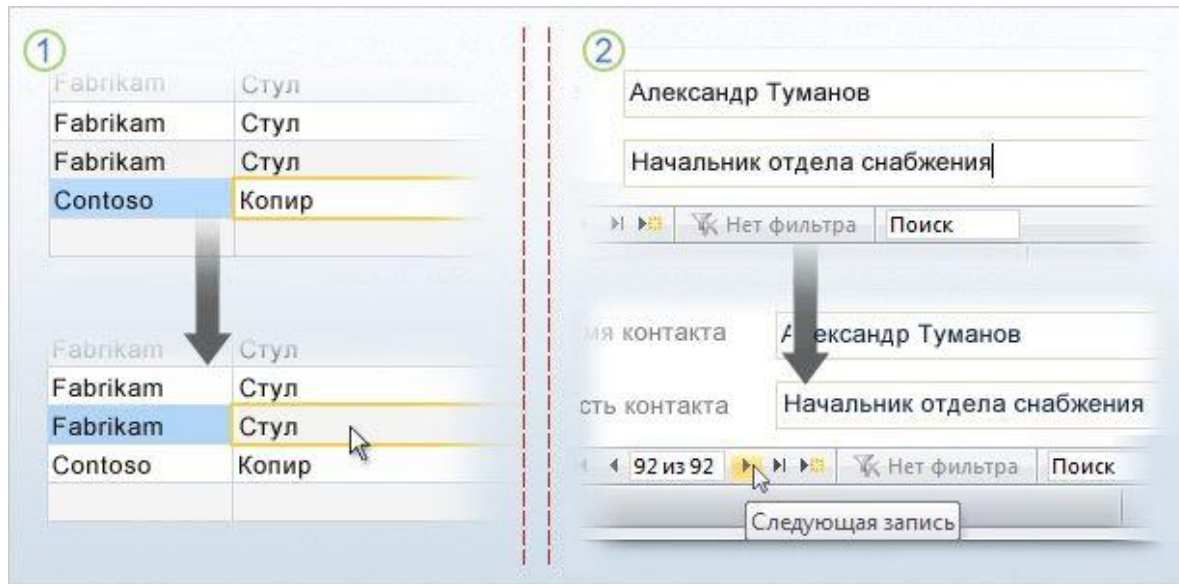 1
Fabrikam Стул
Fabrikam Стул
Fabrikam Стул
Contoso Копир
Fabrikam Стул
Fabrikam Стул
Fabrikam Стул
Contoso Копир
2
Александр Туманов
Начальник отдела снабжения
Нет фильтра Поиск
мя контакта Александр Туманов
сть контакта Начальник отдела снабжения
92 из 92 Нет фильтра Поиск
Следующая запись